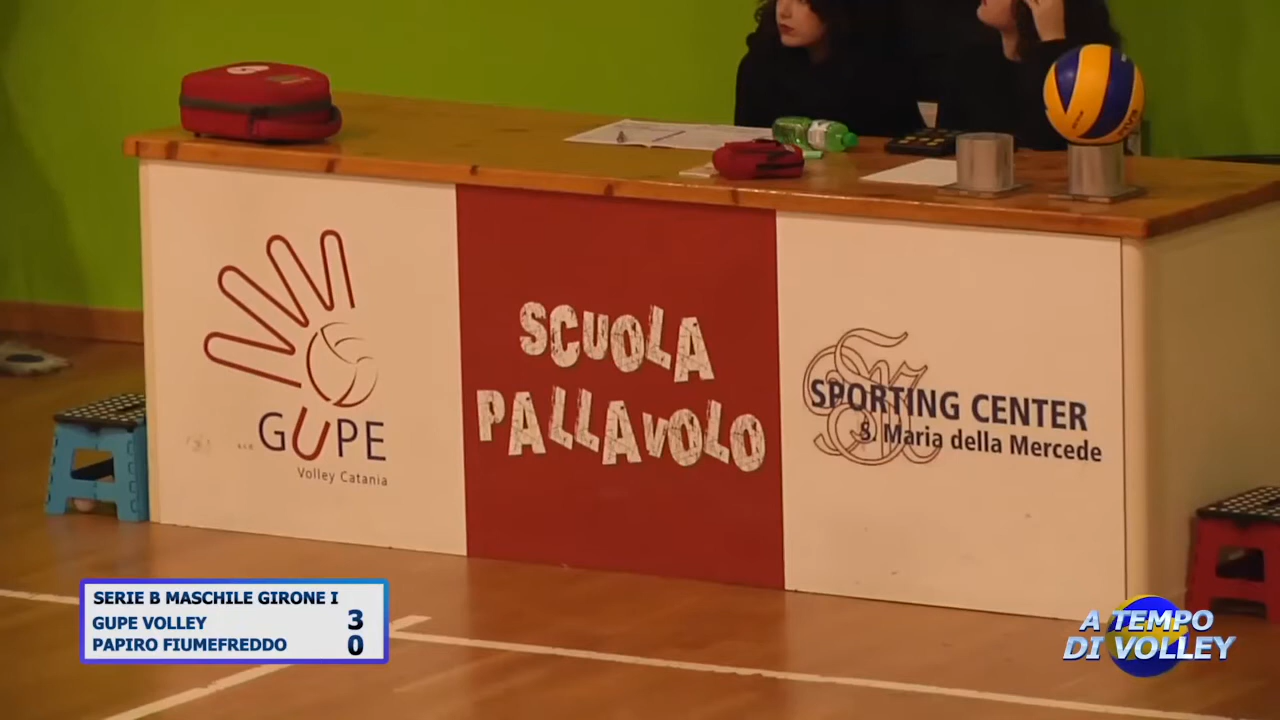 GUPE
Volley Catania
SCUOLA
PALLAVOLO
SPORTING CENTER
S. Maria della Mercede
SERIE B MASCHILE GIRONE I
GUPE VOLLEY 3
PAPIRO FIUMEFREDDO 0
A TEMPO
DI VOLLEY